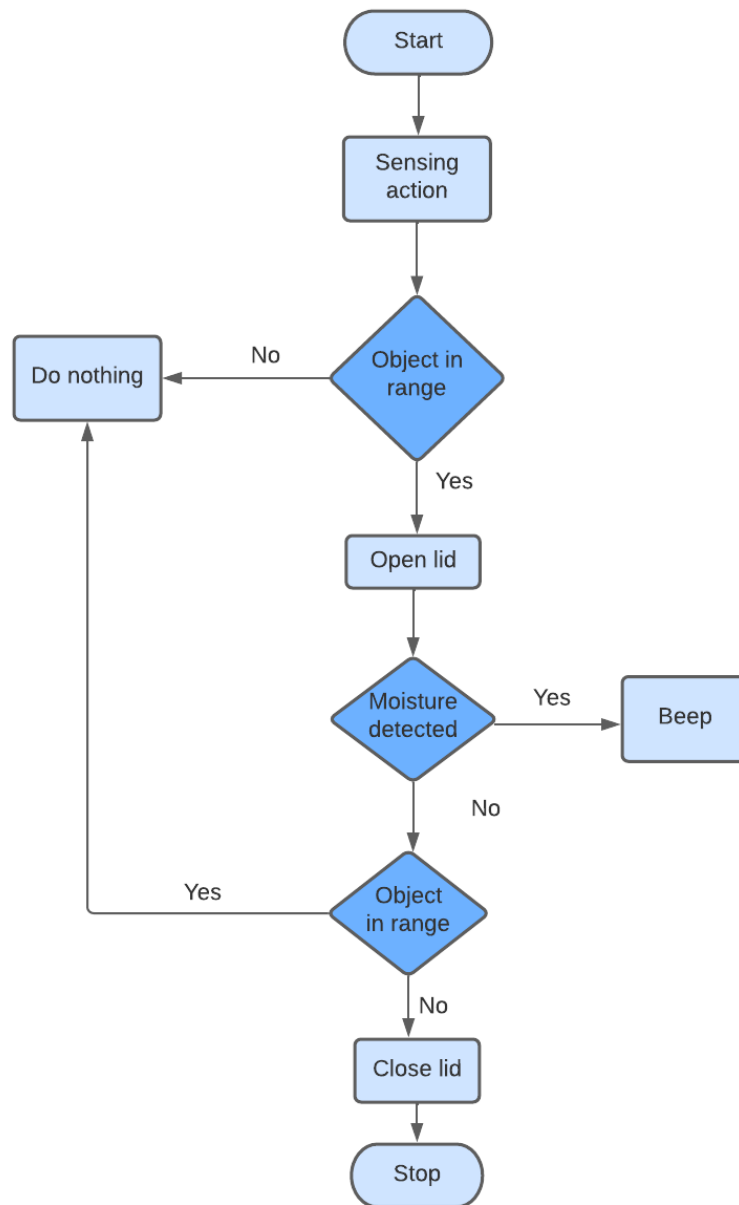 Start
Sensing
action
No
Object in
range
Do nothing
Yes
Open lid
Moisture
detected
Yes
Beep
No
Object
in range
Yes
No
Close lid
Stop